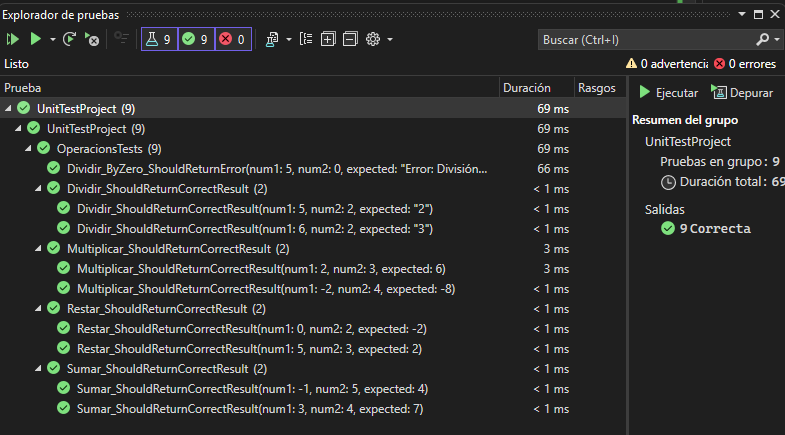 Explorador de pruebas
9 9 0
Buscar (Ctrl+I)
Listo
0 advertencia 0 errores
Prueba Duración Rasgos
UnitTestProject (9) 69 ms
UnitTestProject (9) 69 ms
OperacionsTests (9) 69 ms
Dividir_ByZero_ShouldReturnError(num1: 5, num2: 0, expected: "Error: División... 66 ms
Dividir_ShouldReturnCorrectResult (2) < 1 ms
Dividir_ShouldReturnCorrectResult(num1: 5, num2: 2, expected: "2") < 1 ms
Dividir_ShouldReturnCorrectResult(num1: 6, num2: 2, expected: "3") < 1 ms
Multiplicar_ShouldReturnCorrectResult (2) 3 ms
Multiplicar_ShouldReturnCorrectResult(num1: 2, num2: 3, expected: 6) 3 ms
Multiplicar_ShouldReturnCorrectResult(num1: -2, num2: 4, expected: -8) < 1 ms
Restar_ShouldReturnCorrectResult (2) < 1 ms
Restar_ShouldReturnCorrectResult(num1: 0, num2: 2, expected: -2) < 1 ms
Restar_ShouldReturnCorrectResult(num1: 5, num2: 3, expected: 2) < 1 ms
Sumar_ShouldReturnCorrectResult (2) < 1 ms
Sumar_ShouldReturnCorrectResult(num1: -1, num2: 5, expected: 4) < 1 ms
Sumar_ShouldReturnCorrectResult(num1: 3, num2: 4, expected: 7) < 1 ms
Ejecutar Depurar
Resumen del grupo
UnitTestProject
Pruebas en grupo: 9
Duración total: 69
Salidas
9 Correcta